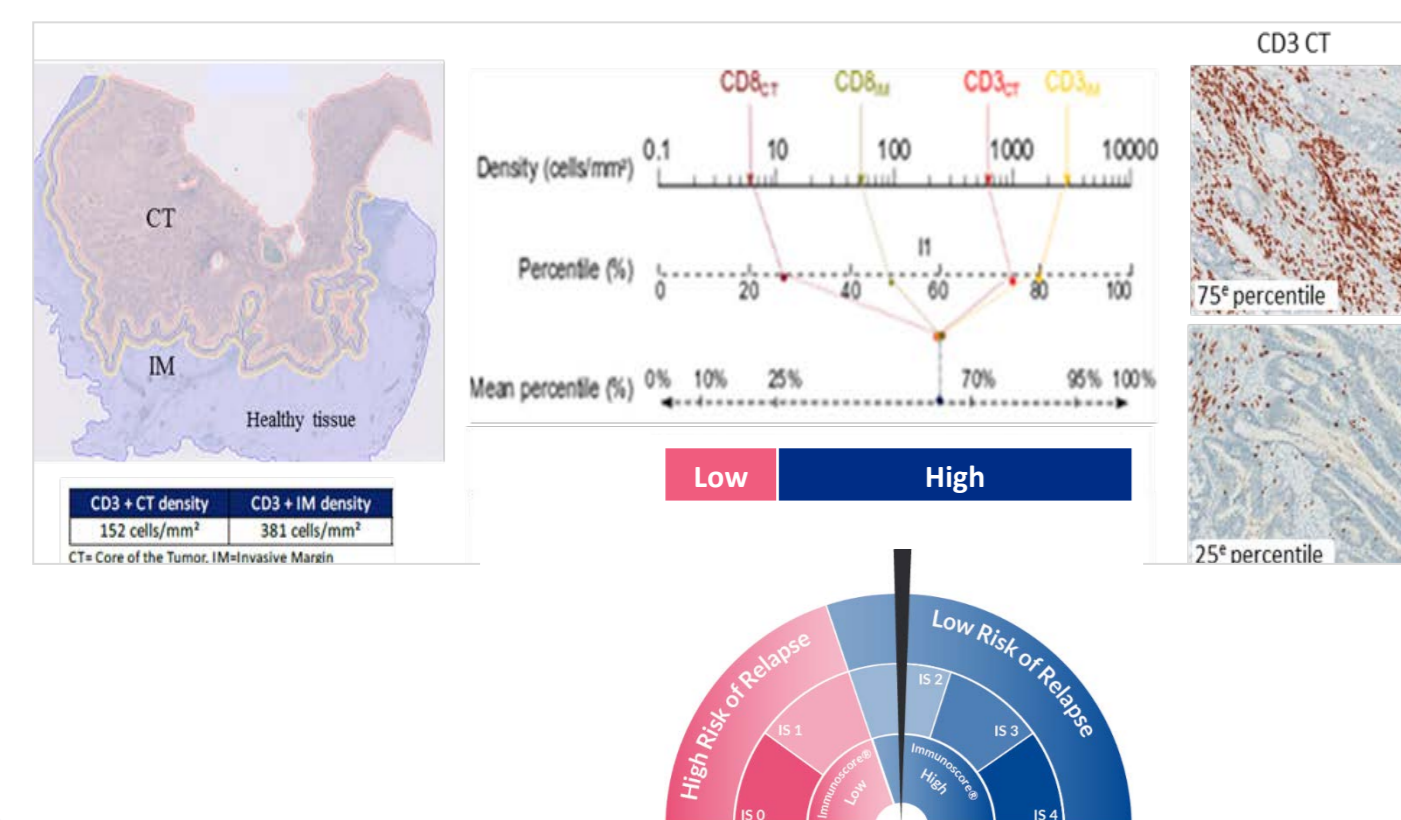 CT
IM
Healthy tissue
CD3 + CT density CD3 + IM density
152 cells/mm² 381 cells/mm²
CT= Core of the Tumor, IM=Invasive Margin
CD8CT CD8IM CD3CT CD3IM
Density (cells/mm²) 0.1 10 100 1000 10000
I1
Percentile (%) 0 20 40 60 80 100
Mean percentile (%) 0% 10% 25% 70% 95% 100%
Low High
CD3 CT
75ᵉ percentile
25ᵉ percentile
High Risk of Relapse
Low Risk of Relapse
IS 0
IS 1
IS 2
IS 3
IS 4
Immunoscore® Low
Immunoscore® High